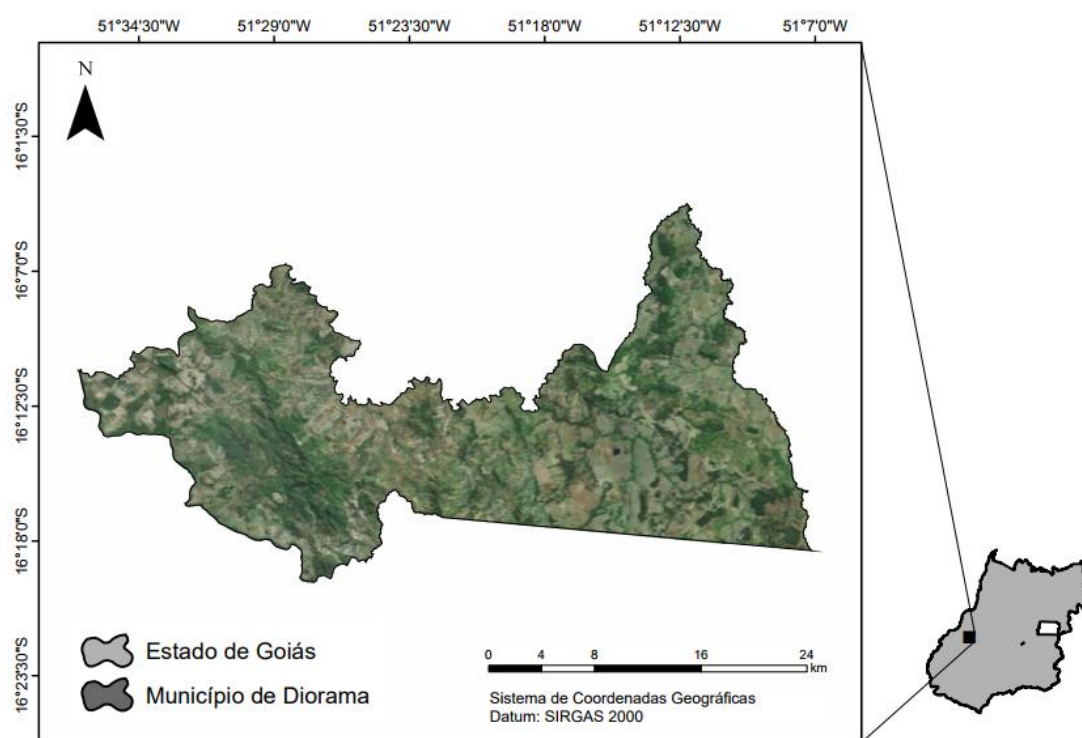 51°34'30"W 51°29'0"W 51°23'30"W 51°18'0"W 51°12'30"W 51°7'0"W
N
16°1'30"S
16°7'0"S
16°12'30"S
16°18'0"S
16°23'30"S
Estado de Goiás
Município de Diorama
0 4 8 16 24
km
Sistema de Coordenadas Geográficas
Datum: SIRGAS 2000